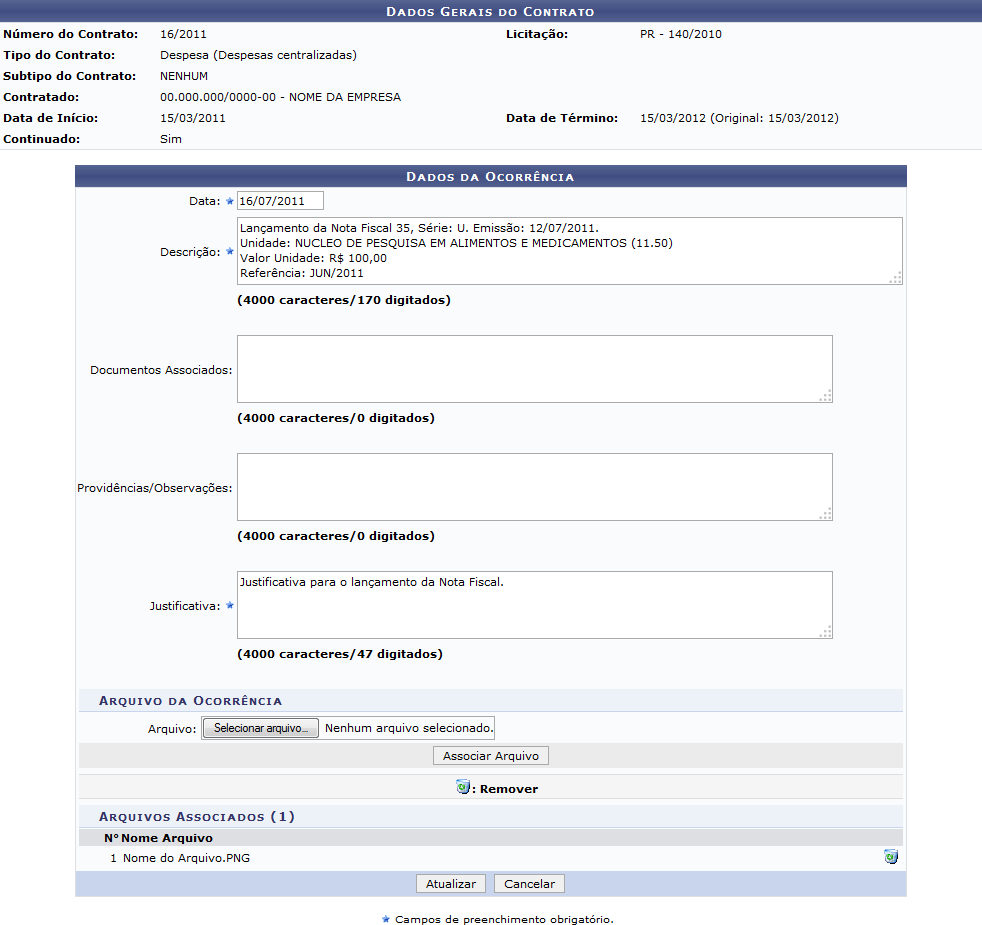 Dados Gerais do Contrato
Número do Contrato: 16/2011 Licitação: PR - 140/2010
Tipo do Contrato: Despesa (Despesas centralizadas)
Subtipo do Contrato: NENHUM
Contratado: 00.000.000/0000-00 - NOME DA EMPRESA
Data de Início: 15/03/2011 Data de Término: 15/03/2012 (Original: 15/03/2012)
Continuado: Sim
Dados da Ocorrência
Data: 16/07/2011
Descrição: Lançamento da Nota Fiscal 35, Série: U. Emissão: 12/07/2011.
Unidade: NUCLEO DE PESQUISA EM ALIMENTOS E MEDICAMENTOS (11.50)
Valor Unidade: R$ 100,00
Referência: JUN/2011
(4000 caracteres/170 digitados)
Documentos Associados:
(4000 caracteres/0 digitados)
Providências/Observações:
(4000 caracteres/0 digitados)
Justificativa: Justificativa para o lançamento da Nota Fiscal.
(4000 caracteres/47 digitados)
Arquivo da Ocorrência
Arquivo: Selecionar arquivo... Nenhum arquivo selecionado.
Associar Arquivo
: Remover
Arquivos Associados (1)
Nº Nome Arquivo
1 Nome do Arquivo.PNG
Atualizar Cancelar
Campos de preenchimento obrigatório.